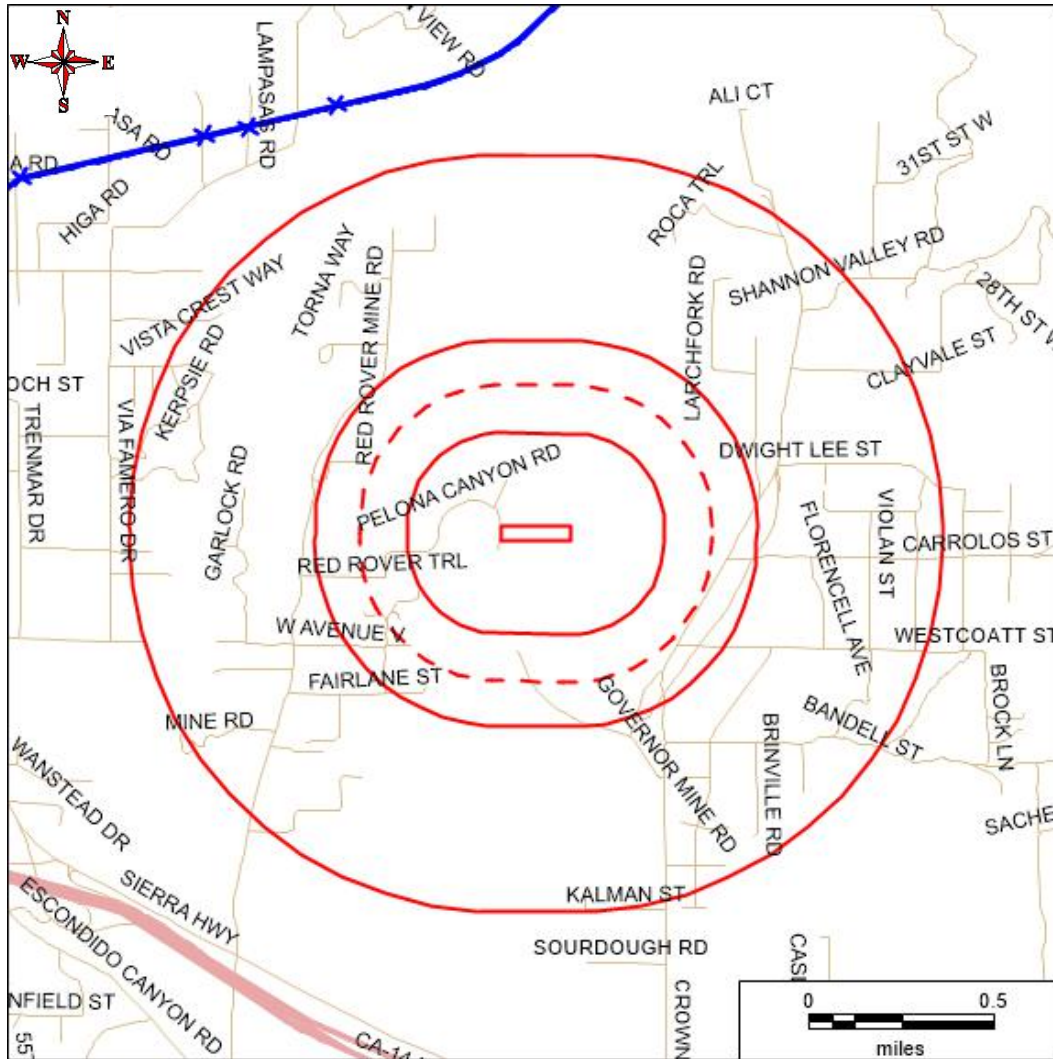 N
W E
S
VIEW RD
LAMPASAS RD
ASA RD
A RD
HIGA RD
ALI CT
31ST ST W
ROCA TRL
SHANNON VALLEY RD
28TH ST W
TORNA WAY
VISTA CREST WAY
RED ROVER MINE RD
LARCHFORK RD
KERPSIE RD
CLAYVALE ST
OCH ST
TRENMAR DR
VIA FAMERO DR
GARLOCK RD
PELONA CANYON RD
DWIGHT LEE ST
FLORENCELL AVE
VIOLAN ST
CARROLOS ST
RED ROVER TRL
W AVENUE Y
WESTCOATT ST
FAIRLANE ST
GOVERNOR MINE RD
BROCK LN
MINE RD
BANDELL ST
BRINVILLE RD
WANSTEAD DR
SACHE
SIERRA HWY
ESCONDIDO CANYON RD
KALMAN ST
SOURDOUGH RD
CASI
CROWN
NFIELD ST
55T
CA-14
0 0.5
miles